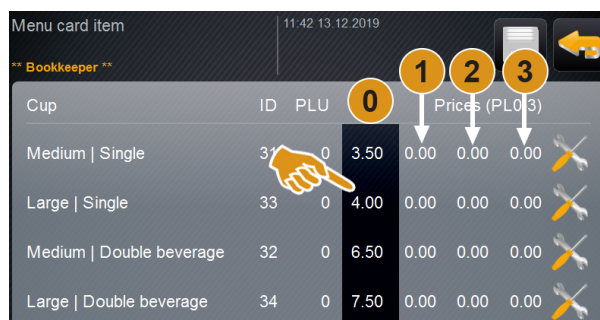 Menu card item 11:42 13.12.2019
** Bookkeeper **
1 2 3
Cup ID PLU 0 Prices (PL0-3)
Medium | Single 31 0 3.50 0.00 0.00 0.00
Large | Single 33 0 4.00 0.00 0.00 0.00
Medium | Double beverage 32 0 6.50 0.00 0.00 0.00
Large | Double beverage 34 0 7.50 0.00 0.00 0.00